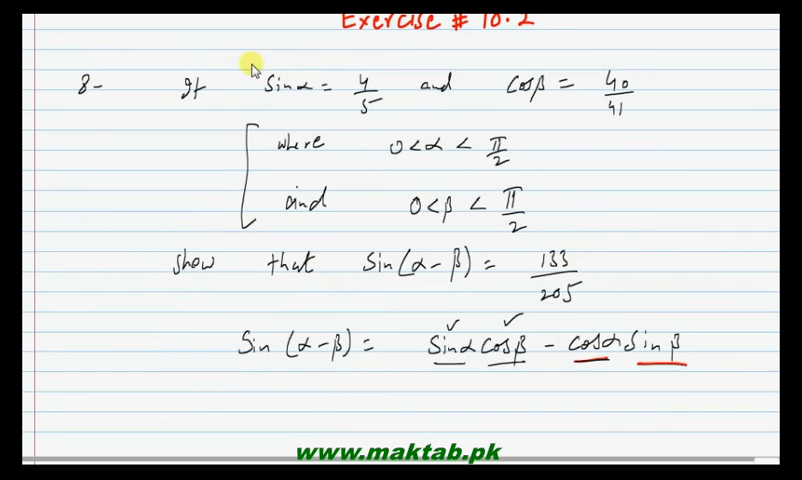 Exercise # 10.2
8- If Sinα = 4/5 and Cosβ = 40/41
where 0 < α < π/2
and 0 < β < π/2
show that Sin(α - β) = 133/205
Sin (α - β) = Sinα Cosβ - Cosα Sin β
www.maktab.pk